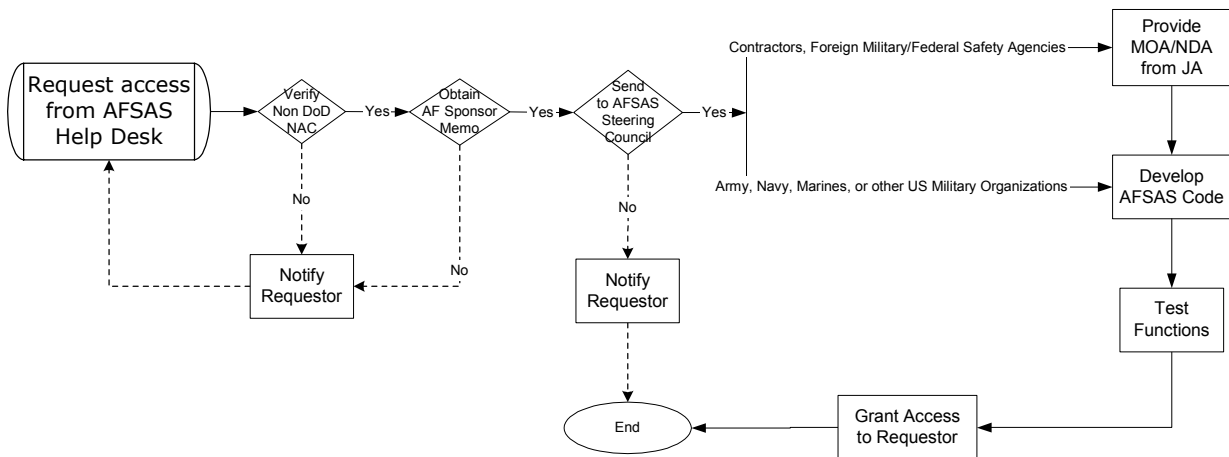 Request access
from AFSAS
Help Desk
Verify
Non DoD
NAC
Yes
Obtain
AF Sponsor
Memo
Yes
Send
to AFSAS
Steering
Council
Yes
Contractors, Foreign Military/Federal Safety Agencies
Provide
MOA/NDA
from JA
Army, Navy, Marines, or other US Military Organizations
Develop
AFSAS Code
No
No
No
Notify
Requestor
Notify
Requestor
Test
Functions
End
Grant Access
to Requestor